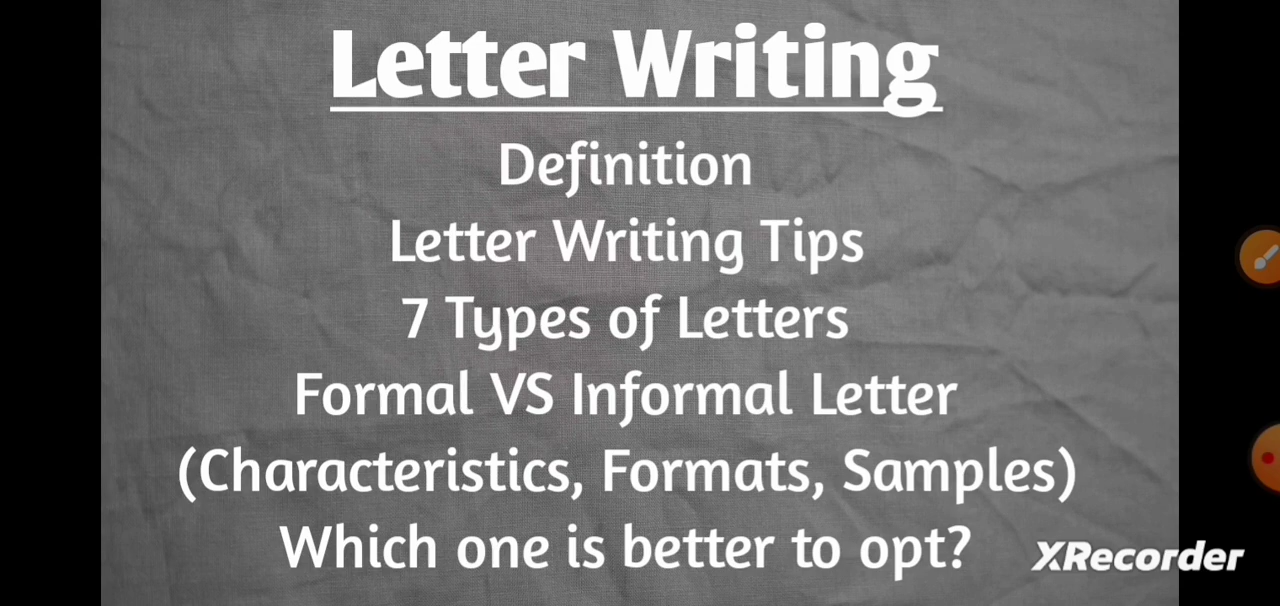 Letter Writing
Definition
Letter Writing Tips
7 Types of Letters
Formal VS Informal Letter
(Characteristics, Formats, Samples)
Which one is better to opt?
XRecorder